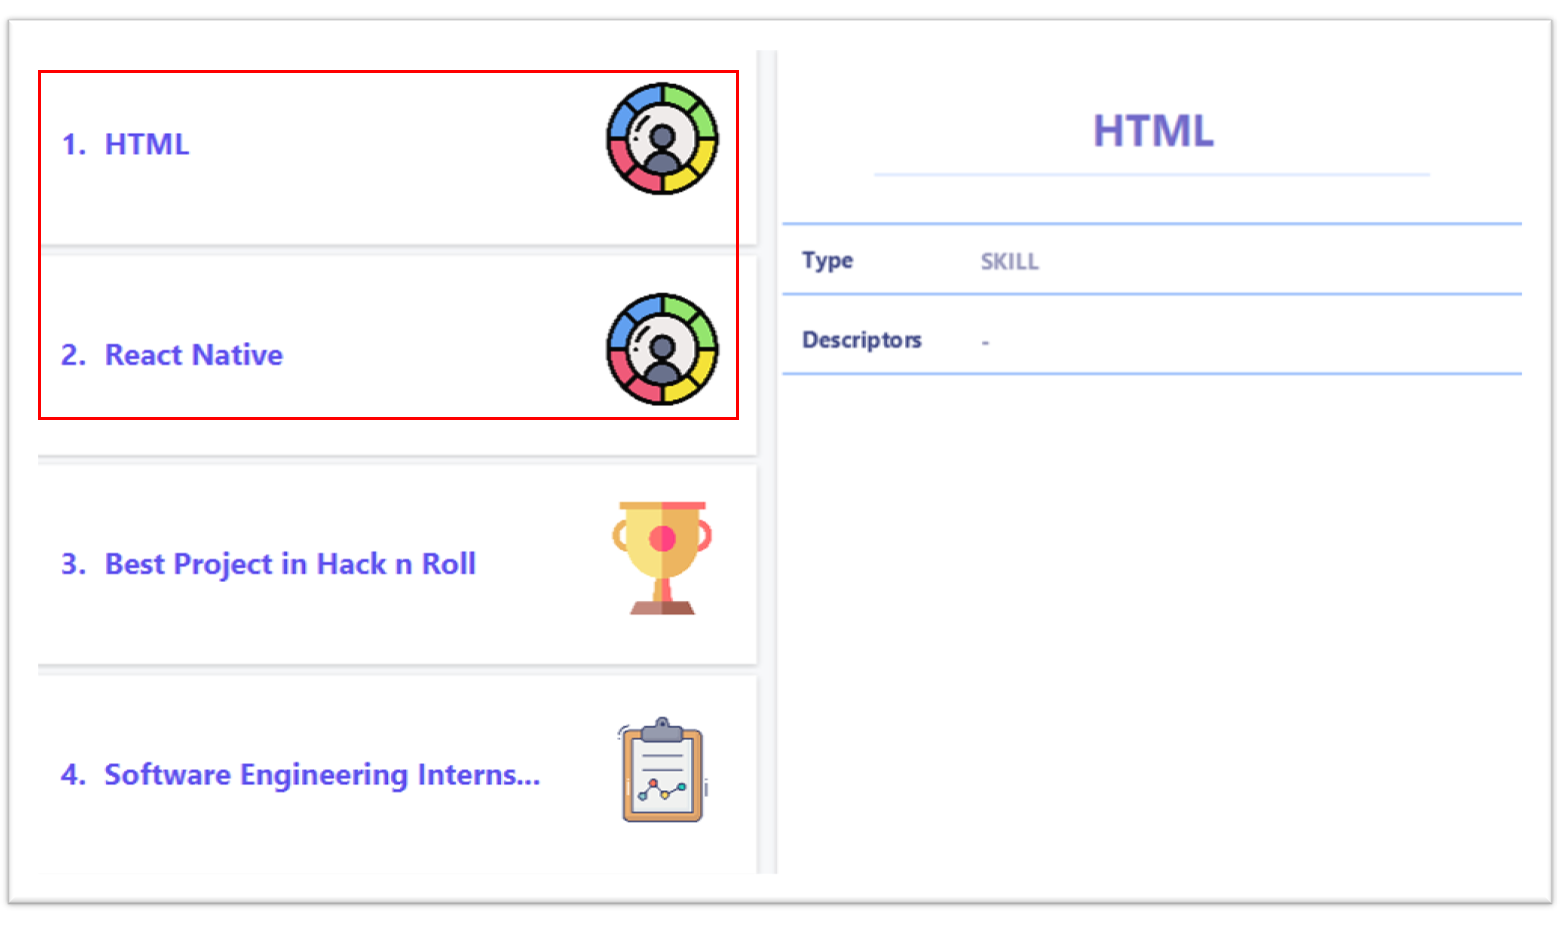 1. HTML
2. React Native
3. Best Project in Hack n Roll
4. Software Engineering Interns...
HTML
Type SKILL
Descriptors -